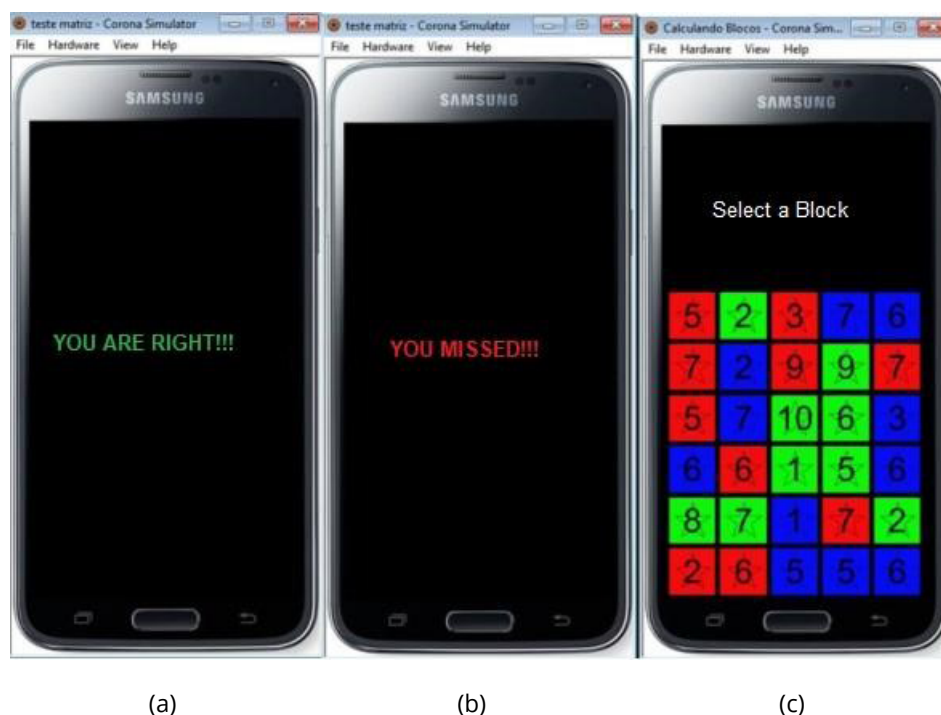 teste matriz - Corona Simulator
File Hardware View Help
SAMSUNG
YOU ARE RIGHT!!!
teste matriz - Corona Simulator
File Hardware View Help
SAMSUNG
YOU MISSED!!!
Calculando Blocos - Corona Sim...
File Hardware View Help
SAMSUNG
Select a Block
5 2 3 7 6
7 2 9 9 7
5 7 10 6 3
6 6 1 5 6
8 7 1 7 2
2 6 5 5 6
(a) (b) (c)